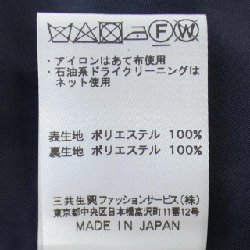 F W
・アイロンはあて布使用
・石油系ドライクリーニングは
ネット使用
表生地 ポリエステル 100%
裏生地 ポリエステル 100%
三共生興ファッションサービス(株)
東京都中央区日本橋富沢町11番12号
MADE IN JAPAN